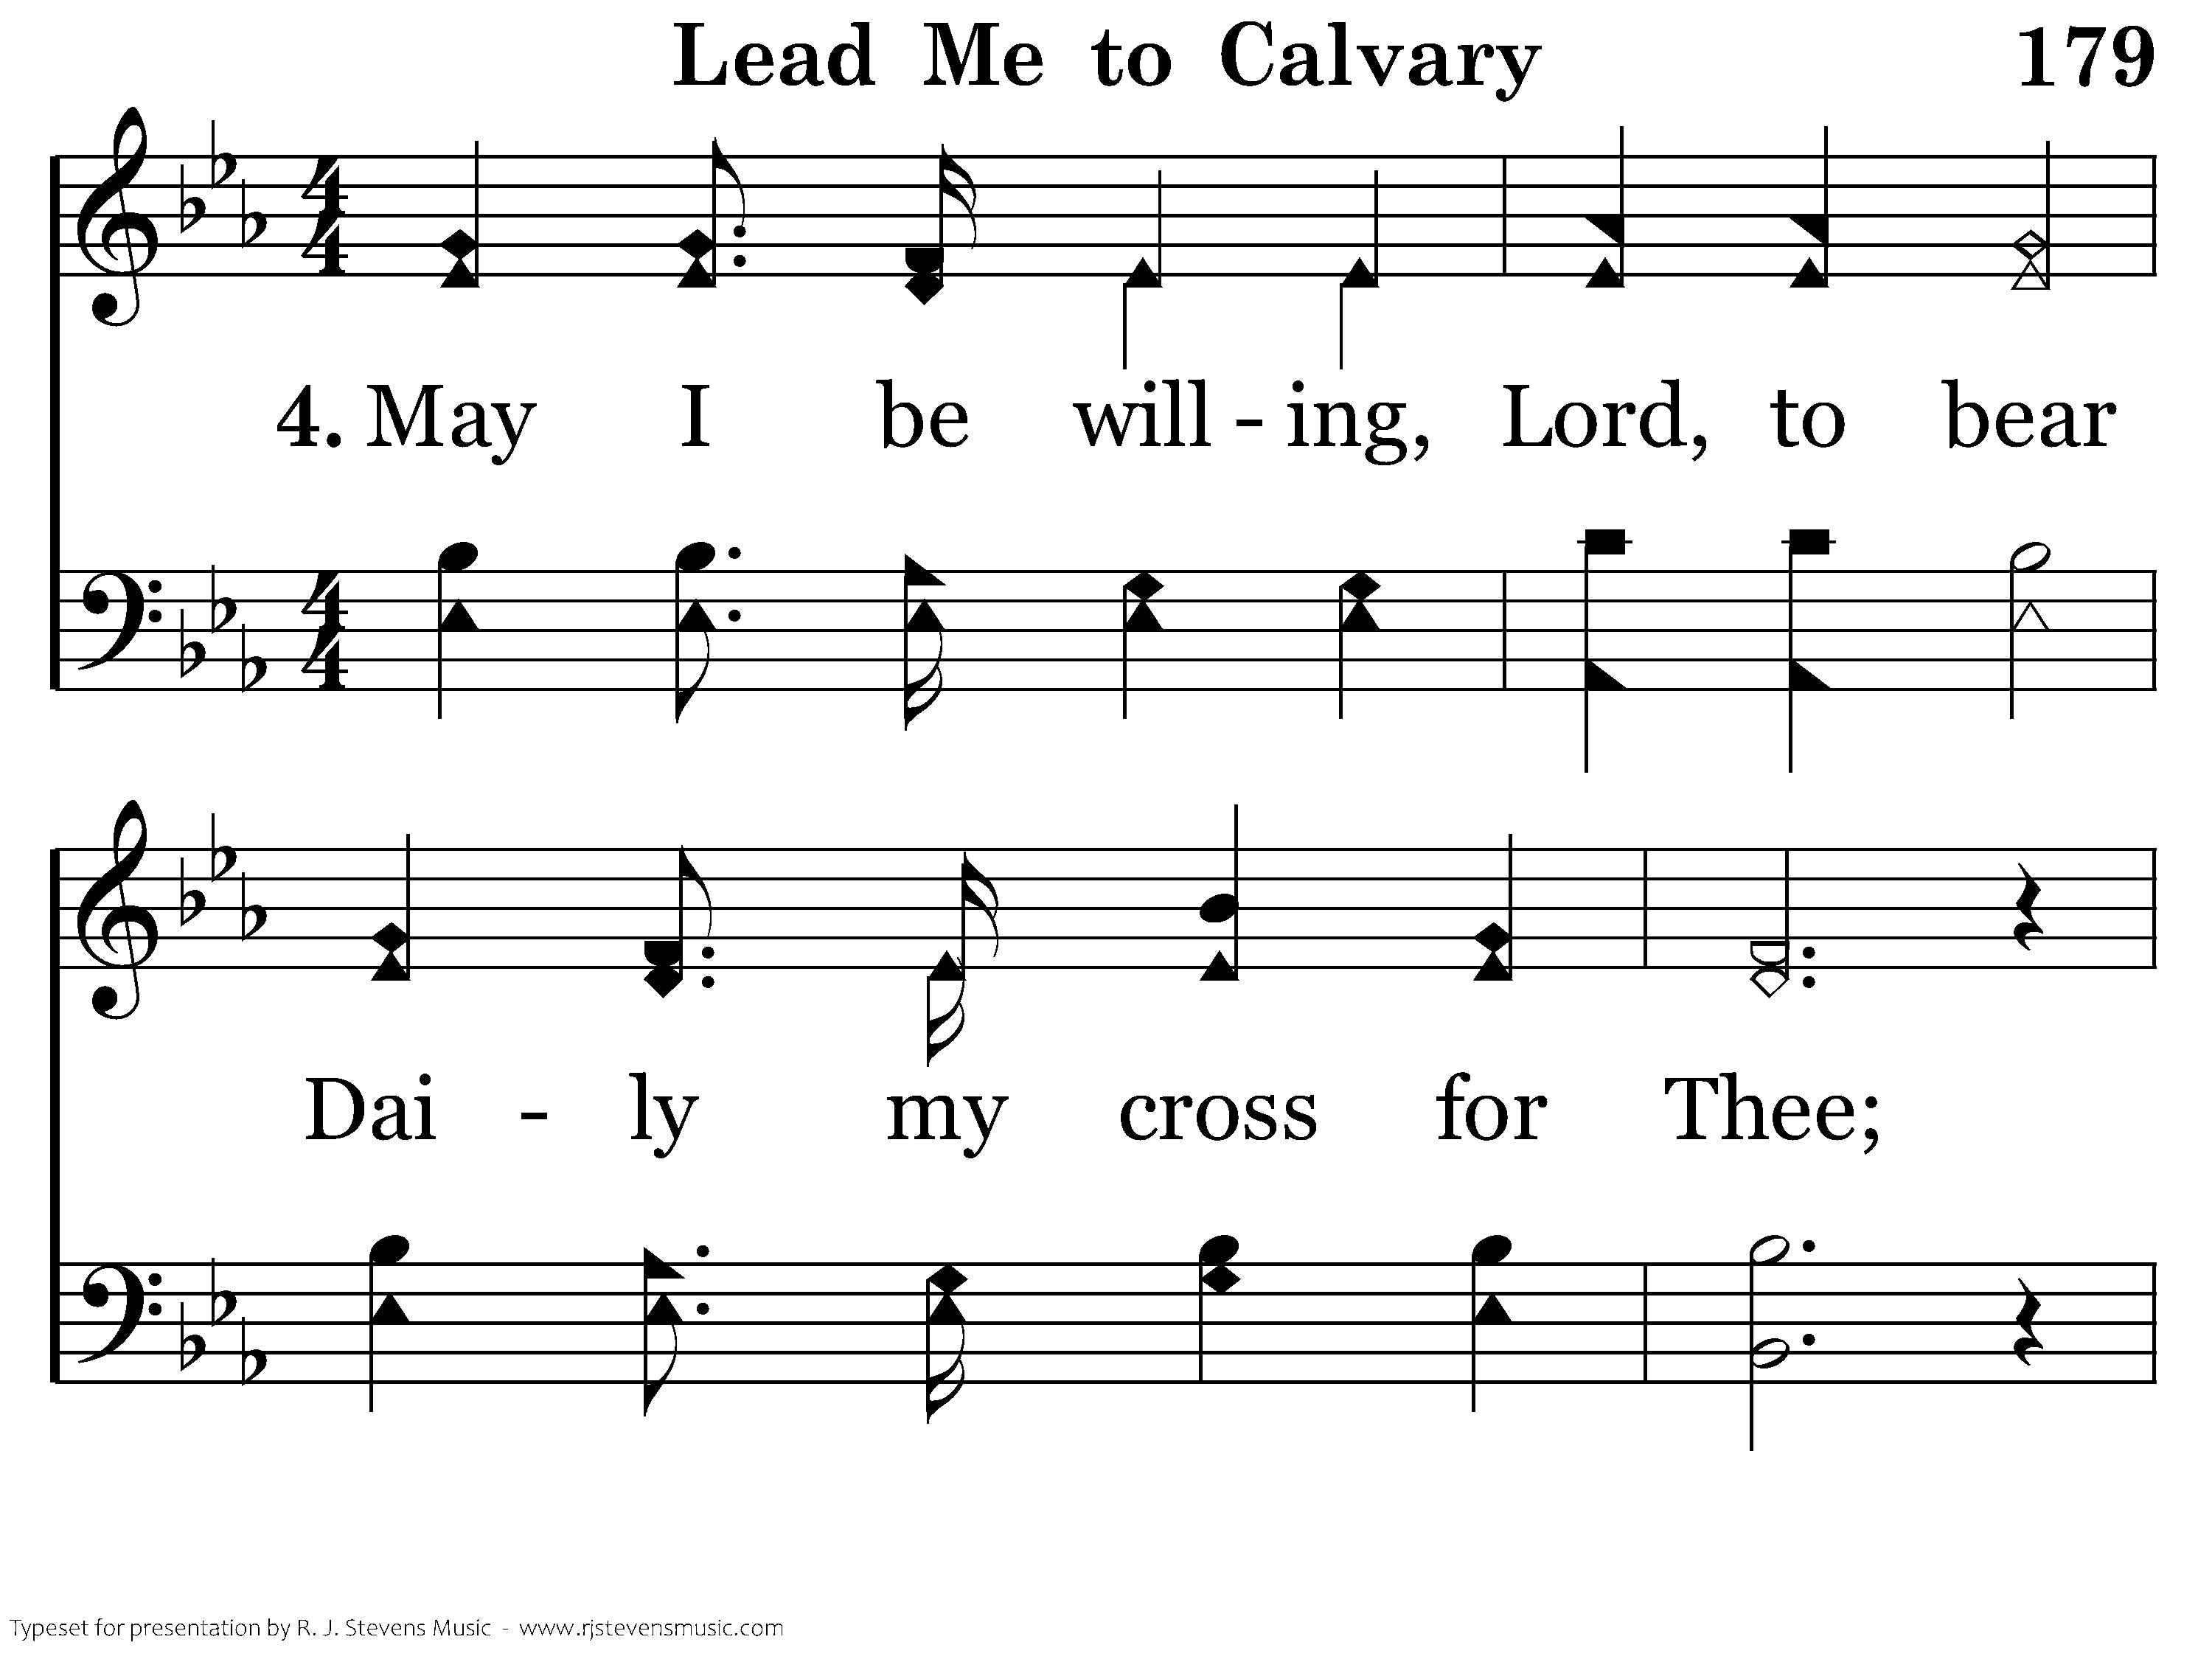 Lead Me to Calvary 179
4. May I be will - ing, Lord, to bear
Dai - ly my cross for Thee;
Typeset for presentation by R. J. Stevens Music - www.rjstevensmusic.com